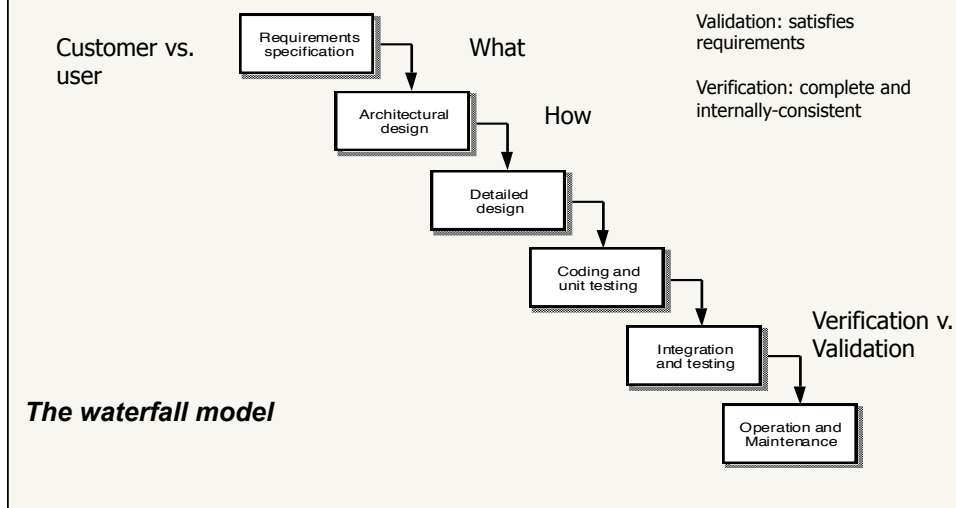 Customer vs.
user
Requirements
specification
What
Validation: satisfies
requirements
Verification: complete and
internally-consistent
Architectural
design
How
Detailed
design
Coding and
unit testing
Integration
and testing
Verification v.
Validation
The waterfall model
Operation and
Maintenance